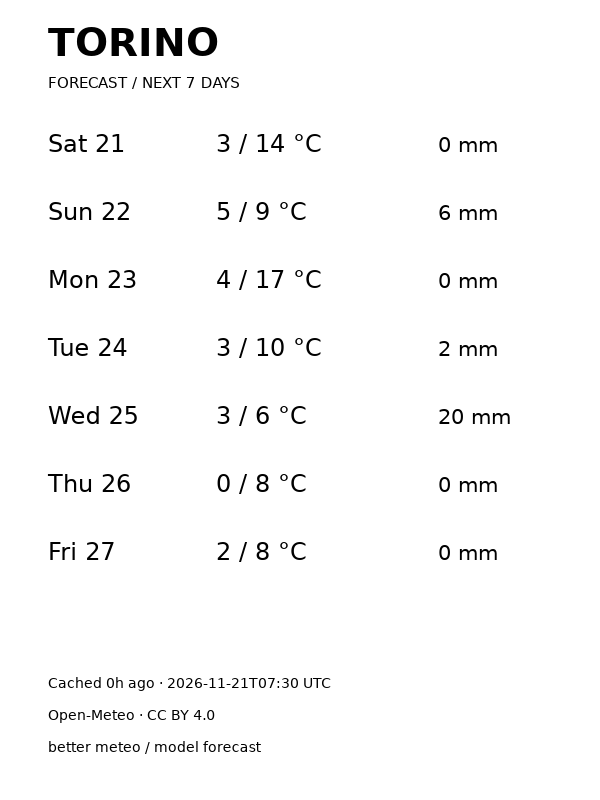 TORINO
FORECAST / NEXT 7 DAYS
Sat 21 3 / 14 °C 0 mm
Sun 22 5 / 9 °C 6 mm
Mon 23 4 / 17 °C 0 mm
Tue 24 3 / 10 °C 2 mm
Wed 25 3 / 6 °C 20 mm
Thu 26 0 / 8 °C 0 mm
Fri 27 2 / 8 °C 0 mm
Cached 0h ago · 2026-11-21T07:30 UTC
Open-Meteo · CC BY 4.0
better meteo / model forecast